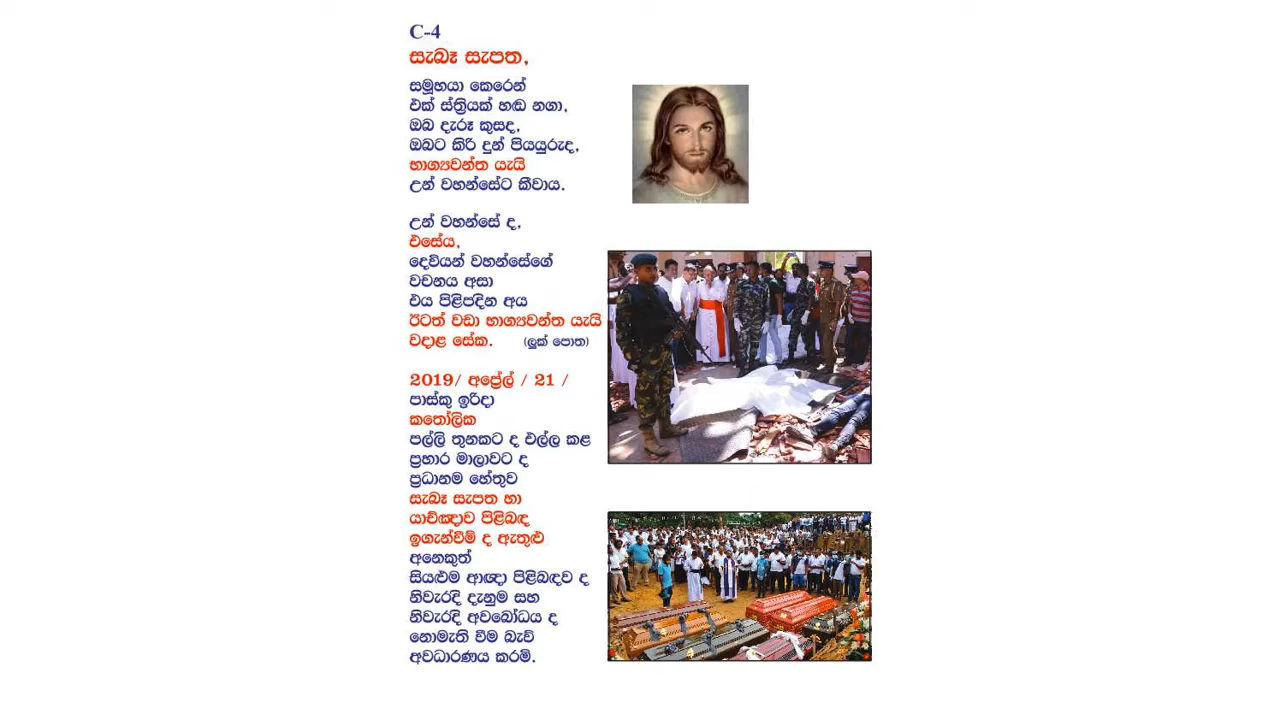 C-4
සැබෑ සැපත,
සමූහයා කෙරෙන්
එක් ස්ත්‍රියක් හඬ නගා,
ඔබ දැරූ කුසද,
ඔබට කිරි දුන් පියයුරුද,
භාග්‍යවන්ත යැයි
උන් වහන්සේට කීවාය.
උන් වහන්සේ ද,
එසේය,
දෙවියන් වහන්සේගේ
වචනය අසා
එය පිළිපදින අය
ඊටත් වඩා භාග්‍යවන්ත යැයි
වදාළ සේක. (ලූක් පොත)
2019/ අප්‍රේල් / 21 /
පාස්කු ඉරිදා
කතෝලික
පල්ලි තුනකට ද එල්ල කළ
ප්‍රහාර මාලාවට ද
ප්‍රධානම හේතුව
සැබෑ සැපත හා
යාච්ඤාව පිළිබඳ
ඉගැන්වීම් ද ඇතුළු
අනෙකුත්
සියළුම ආඥා පිළිබඳව ද
නිවැරදි දැනුම සහ
නිවැරදි අවබෝධය ද
නොමැති වීම බැව්
අවධාරණය කරමි.